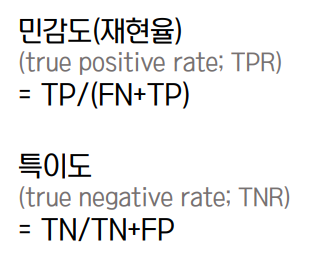 민감도(재현율)
(true positive rate; TPR)
= TP/(FN+TP)
특이도
(true negative rate; TNR)
= TN/TN+FP